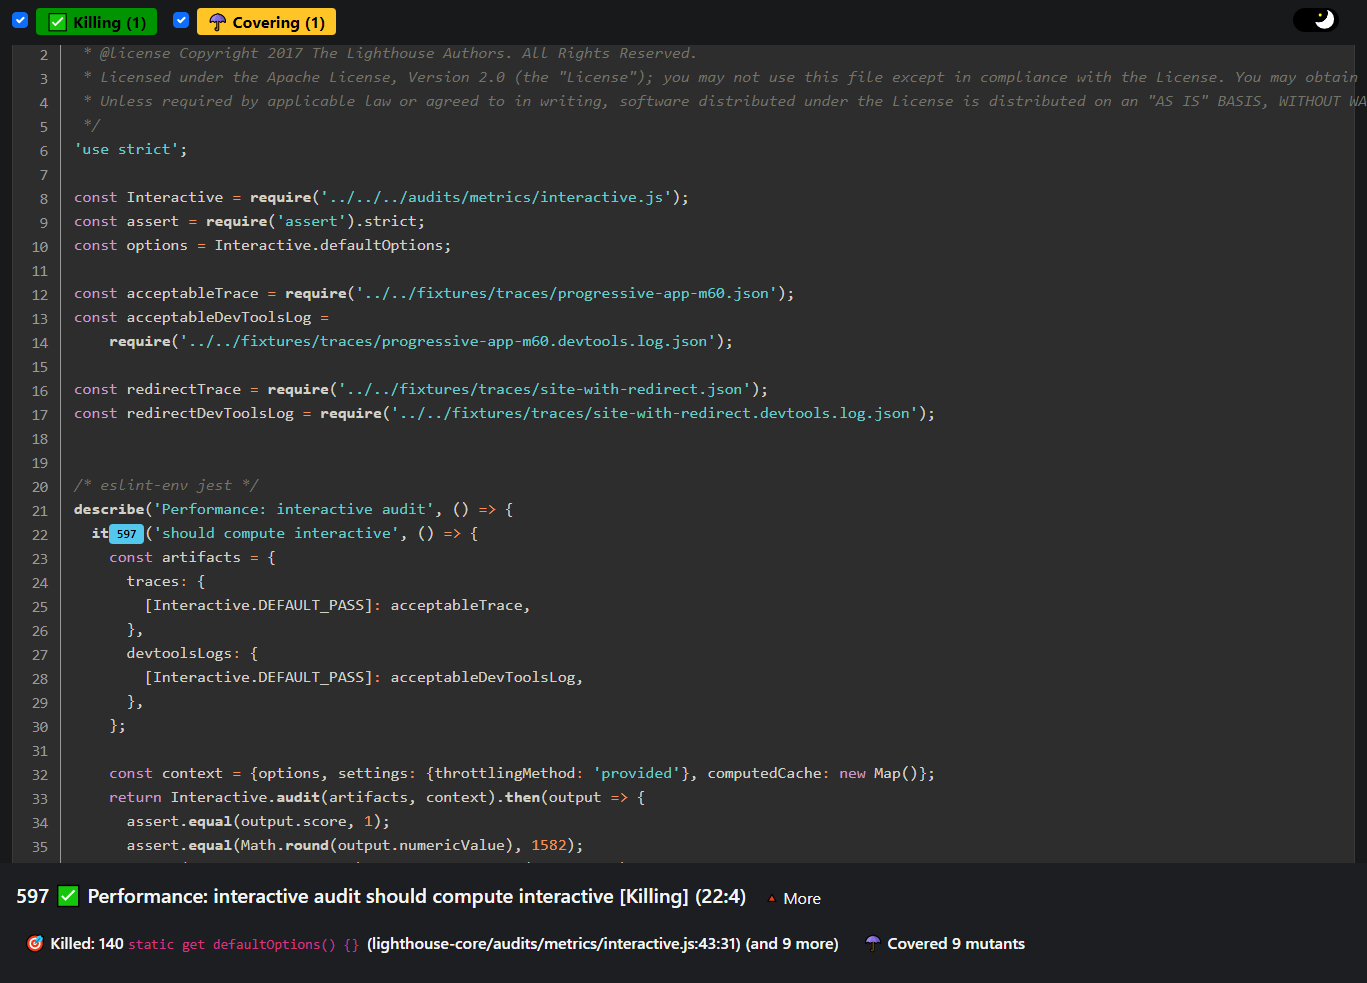 Killing (1) Covering (1)
2 * @license Copyright 2017 The Lighthouse Authors. All Rights Reserved.
3 * Licensed under the Apache License, Version 2.0 (the "License"); you may not use this file except in compliance with the License. You may obtain
4 * Unless required by applicable law or agreed to in writing, software distributed under the License is distributed on an "AS IS" BASIS, WITHOUT WA
5 */
6 'use strict';
7
8 const Interactive = require('../../../audits/metrics/interactive.js');
9 const assert = require('assert').strict;
10 const options = Interactive.defaultOptions;
11
12 const acceptableTrace = require('../../fixtures/traces/progressive-app-m60.json');
13 const acceptableDevToolsLog =
14 require('../../fixtures/traces/progressive-app-m60.devtools.log.json');
15
16 const redirectTrace = require('../../fixtures/traces/site-with-redirect.json');
17 const redirectDevToolsLog = require('../../fixtures/traces/site-with-redirect.devtools.log.json');
18
19
20 /* eslint-env jest */
21 describe('Performance: interactive audit', () => {
22 it 597 ('should compute interactive', () => {
23 const artifacts = {
24 traces: {
25 [Interactive.DEFAULT_PASS]: acceptableTrace,
26 },
27 devtoolsLogs: {
28 [Interactive.DEFAULT_PASS]: acceptableDevToolsLog,
29 },
30 };
31
32 const context = {options, settings: {throttlingMethod: 'provided'}, computedCache: new Map()};
33 return Interactive.audit(artifacts, context).then(output => {
34 assert.equal(output.score, 1);
35 assert.equal(Math.round(output.numericValue), 1582);
597 ✅ Performance: interactive audit should compute interactive [Killing] (22:4) More
Killed: 140 static get defaultOptions() {} (lighthouse-core/audits/metrics/interactive.js:43:31) (and 9 more) Covered 9 mutants